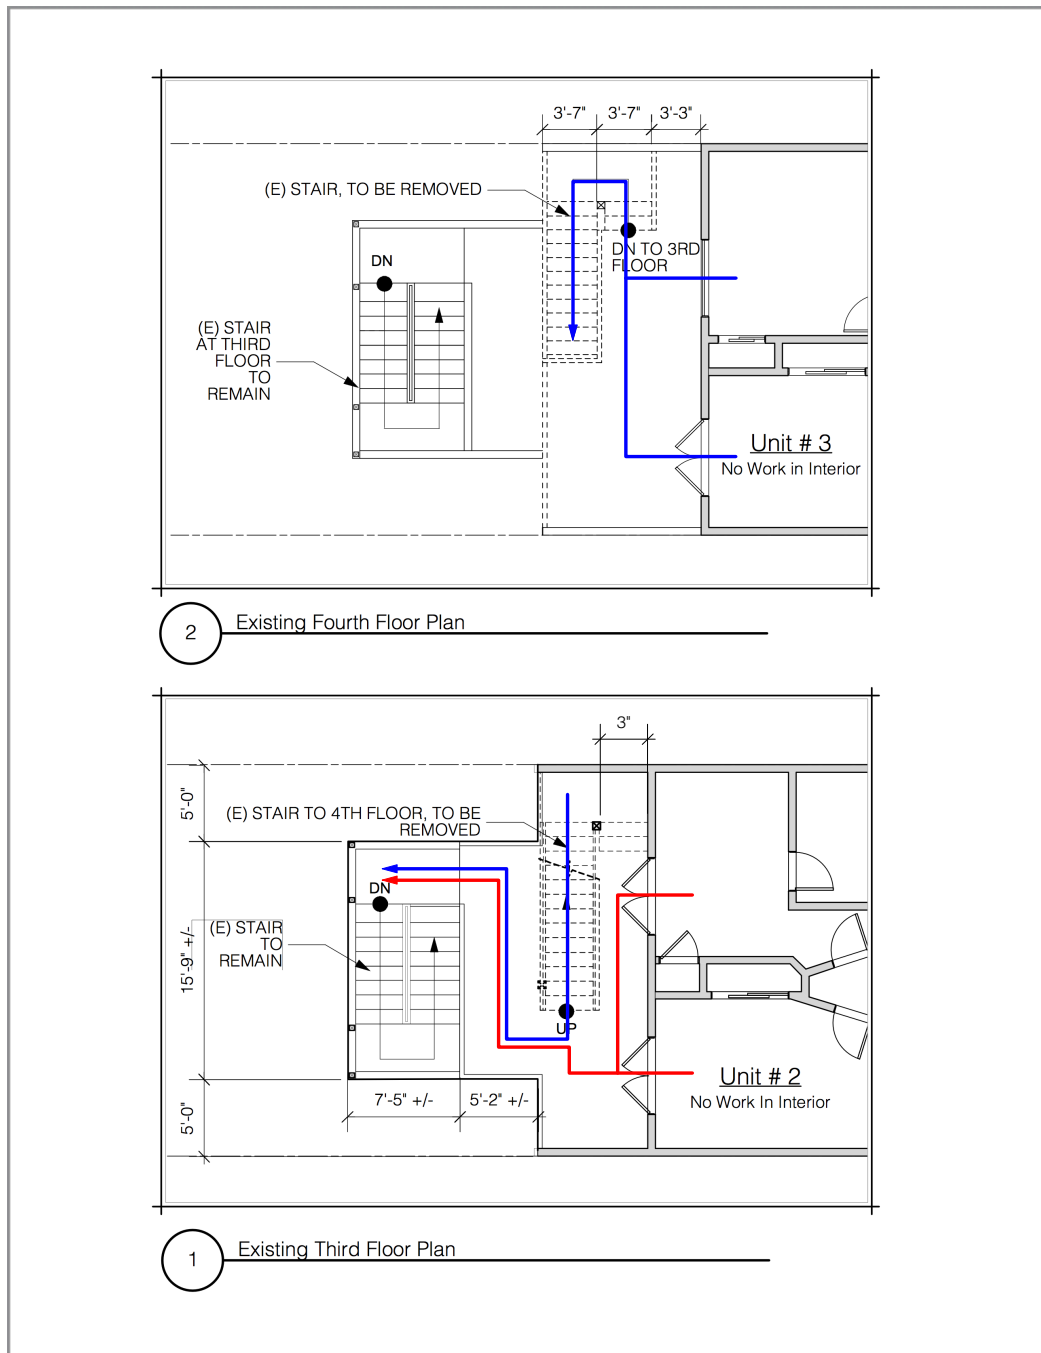 3'-7" 3'-7" 3'-3"
(E) STAIR, TO BE REMOVED
DN
DN TO 3RD
FLOOR
(E) STAIR
AT THIRD
FLOOR
TO
REMAIN
Unit # 3
No Work in Interior
2
Existing Fourth Floor Plan
3"
5'-0"
(E) STAIR TO 4TH FLOOR, TO BE
REMOVED
DN
(E) STAIR
TO
REMAIN
15'-9" +/-
UP
Unit # 2
No Work In Interior
7'-5" +/- 5'-2" +/-
5'-0"
1
Existing Third Floor Plan